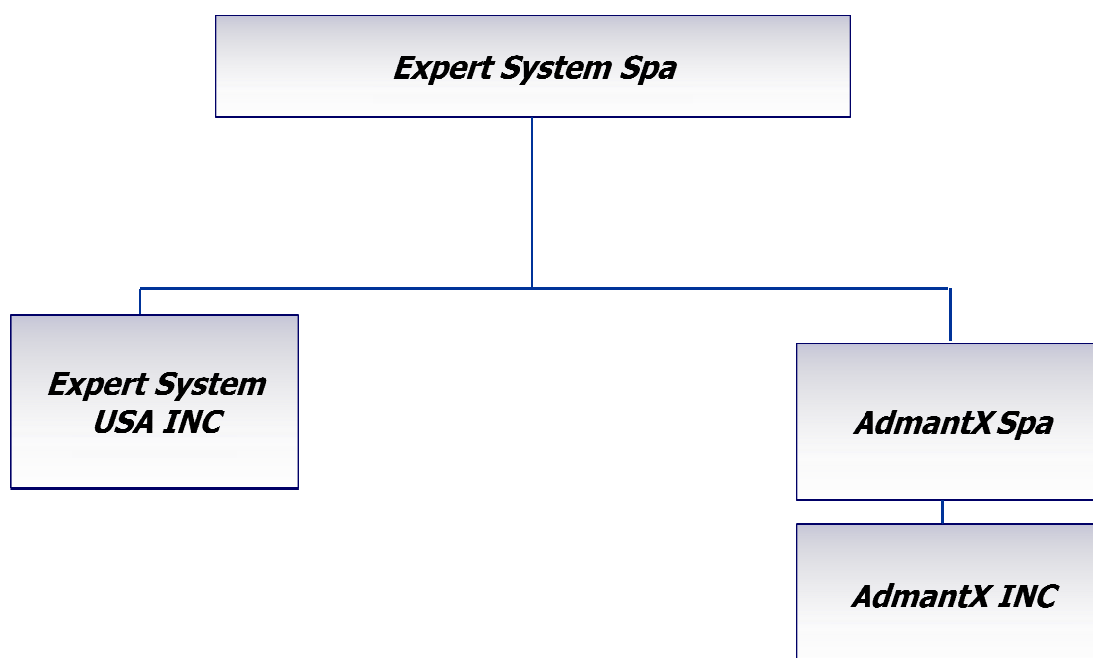 Expert System Spa
Expert System
USA INC
AdmantX Spa
AdmantX INC